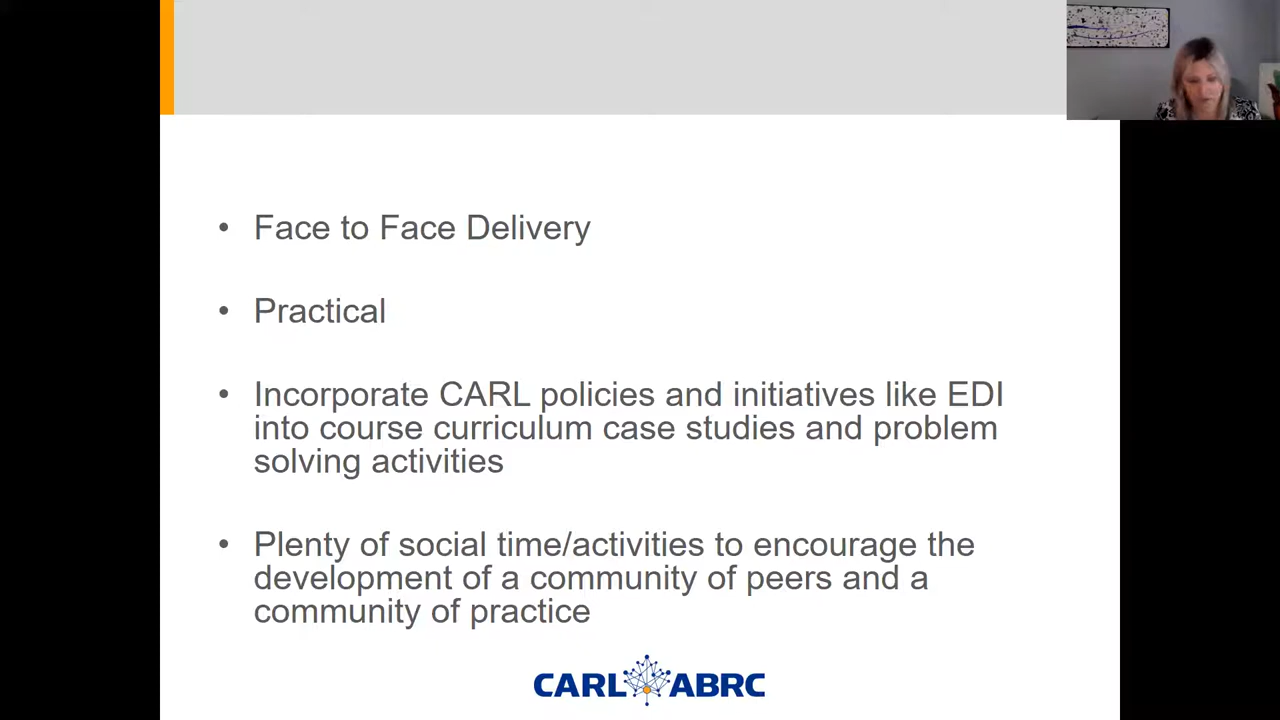 • Face to Face Delivery
• Practical
• Incorporate CARL policies and initiatives like EDI
into course curriculum case studies and problem
solving activities
• Plenty of social time/activities to encourage the
development of a community of peers and a
community of practice
CARL ABRC